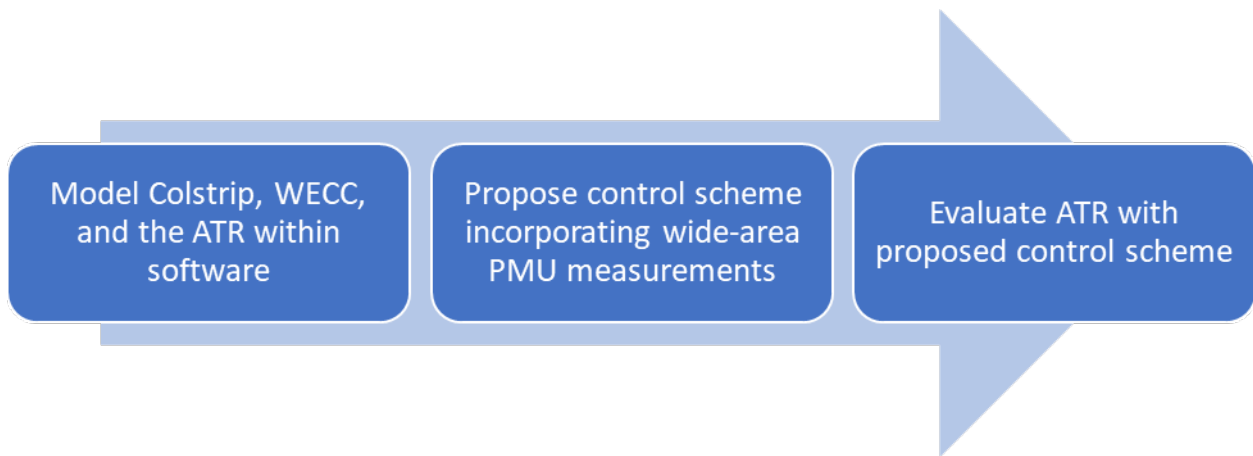 Model Colstrip, WECC,
and the ATR within
software
Propose control scheme
incorporating wide-area
PMU measurements
Evaluate ATR with
proposed control scheme